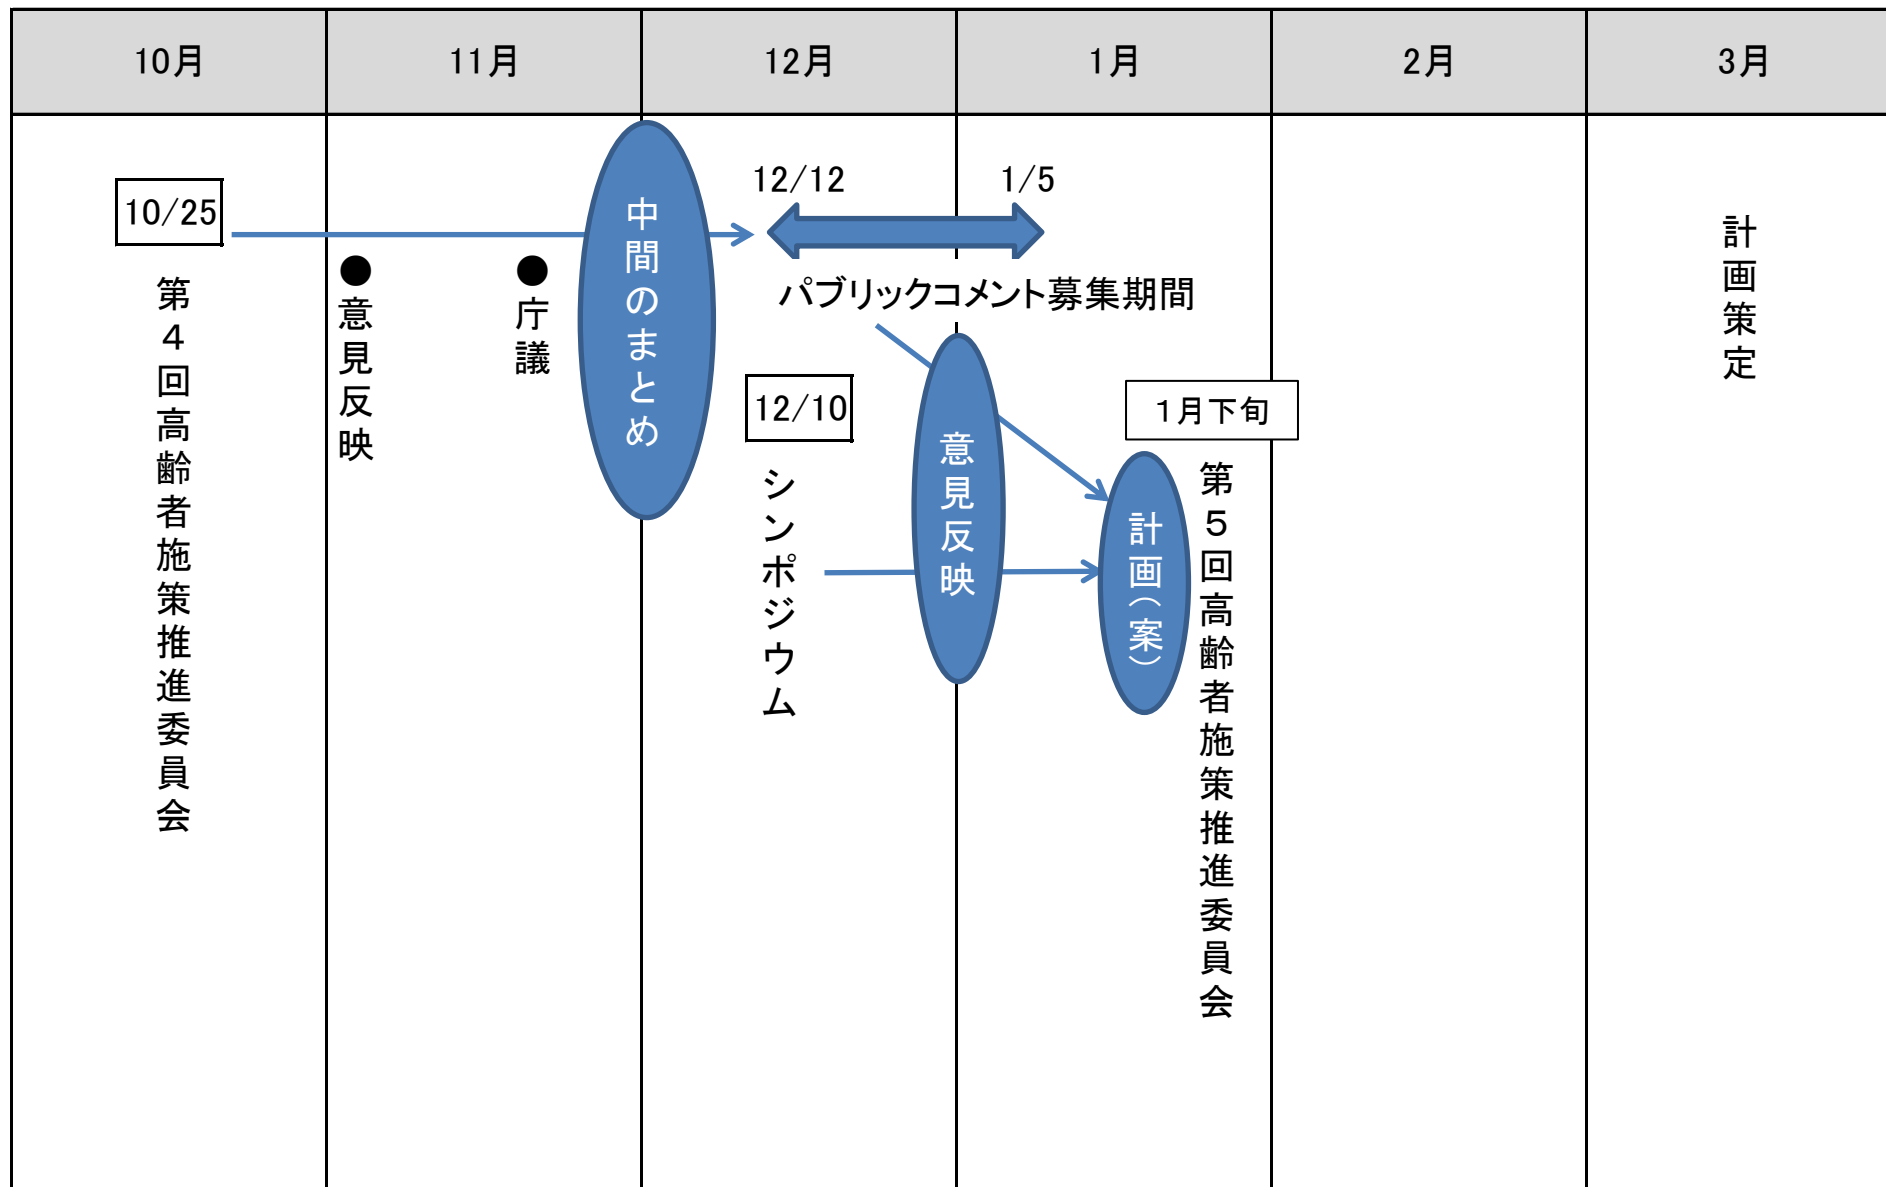 10月
11月
12月
1月
2月
3月
10/25
第４回高齢者施策推進委員会
●意見反映
●庁議
中間のまとめ
12/12
1/5
パブリックコメント募集期間
12/10
シンポジウム
意見反映
計画（案）
１月下旬
第５回高齢者施策推進委員会
計画策定